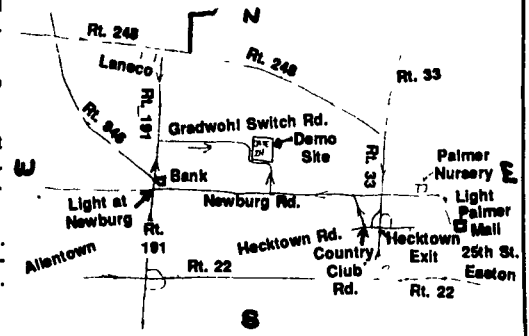 N
Rt. 248
Laneco
Rt. 248
Rt. 33
Rt. 191
Rt. 946
Gradwohl Switch Rd.
Demo
Site
Rt. 33
Palmer
Nursery
E
W
Bank
Light at
Newburg
Newburg Rd.
Light
Palmer
Mall
Rt.
191
Allentown
Hecktown Rd.
Country
Club
Rd.
Hecktown
Exit
25th St.
Easton
Rt. 22
Rt. 22
S